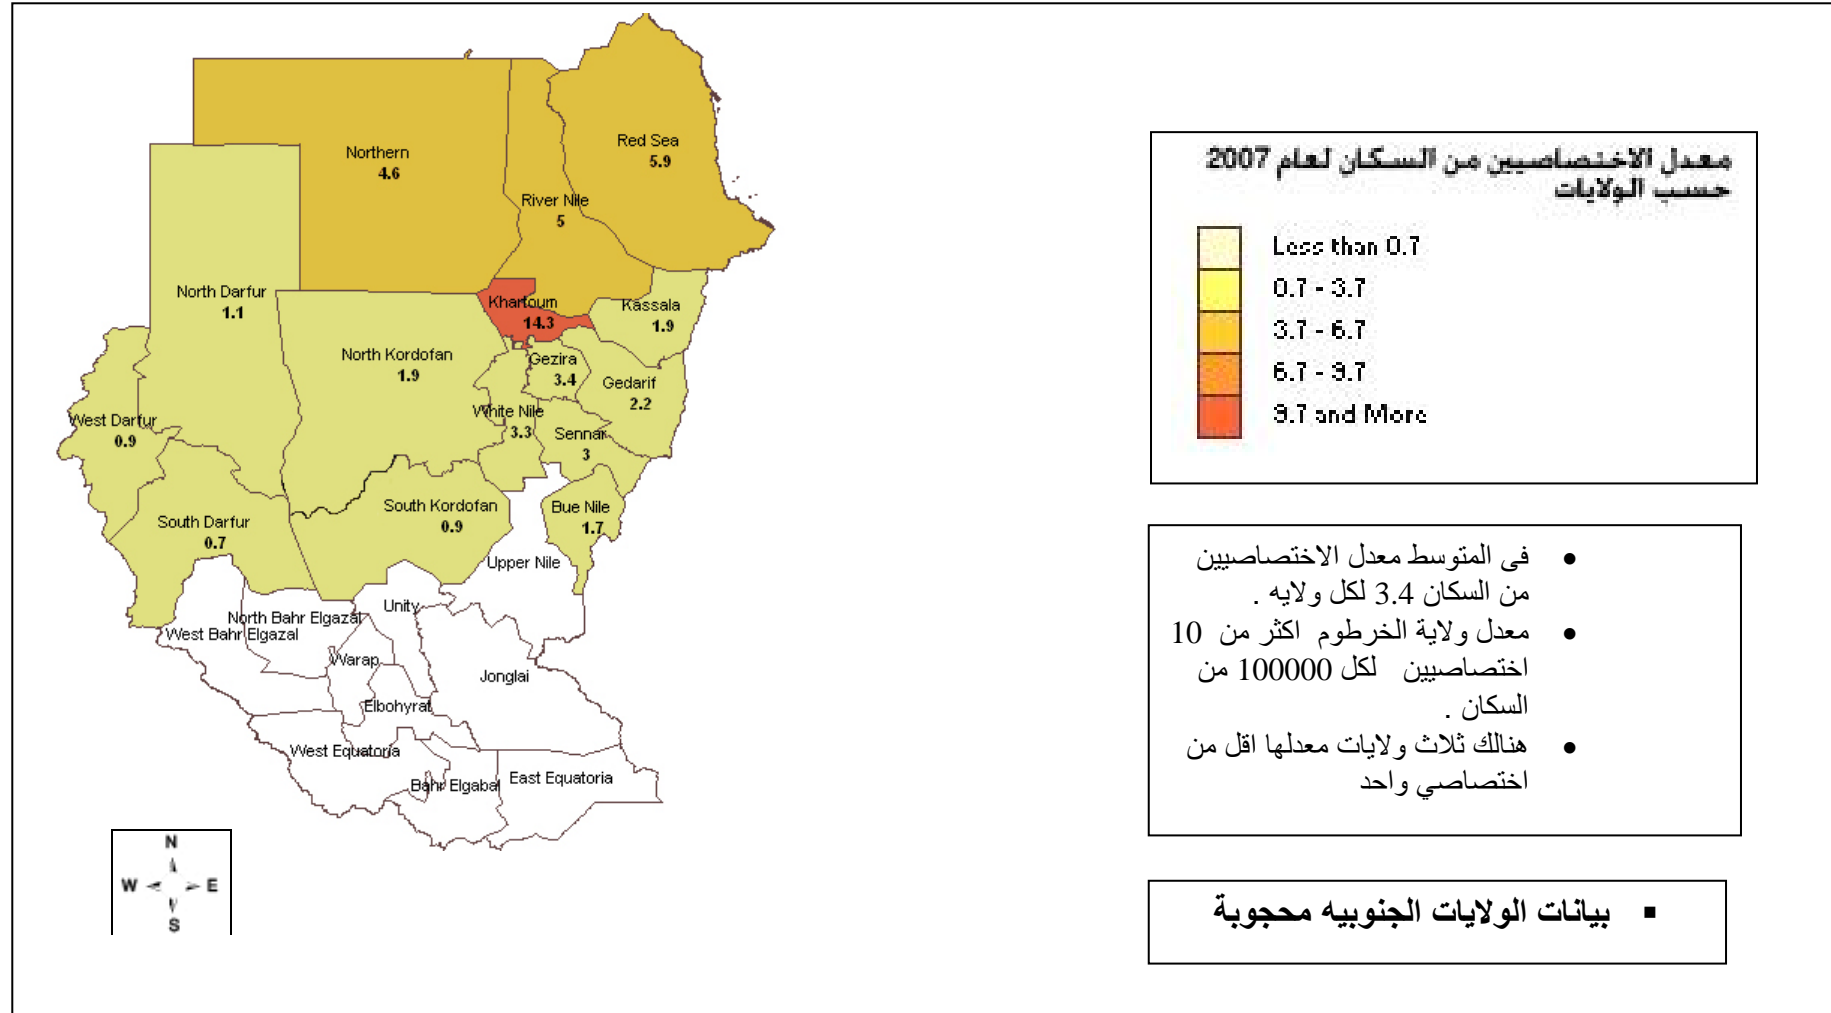 Red Sea
5.9
Northern
4.6
River Nile
5
North Darfur
1.1
Khartoum
14.3
Kassala
1.9
North Kordofan
1.9
Gezira
3.4
Gedarif
2.2
West Darfur
0.9
White Nile
3.3
Sennar
3
South Kordofan
0.9
Bue Nile
1.7
South Darfur
0.7
Upper Nile
Unity
North Bahr Elgazal
West Bahr Elgazal
Warap
Jonglai
Elbohyrat
West Equatoria
Bahr Elgabal
East Equatoria
N
W E
S
معدل الاختصاصيين من السكان لعام 2007
حسب الولايات
Less than 0.7
0.7 - 3.7
3.7 - 6.7
6.7 - 9.7
9.7 and More
• فى المتوسط معدل الاختصاصيين
من السكان 3.4 لكل ولايه .
• معدل ولاية الخرطوم اكثر من 10
اختصاصيين لكل 100000 من
السكان .
• هنالك ثلاث ولايات معدلها اقل من
اختصاصي واحد
▪ بيانات الولايات الجنوبيه محجوبة